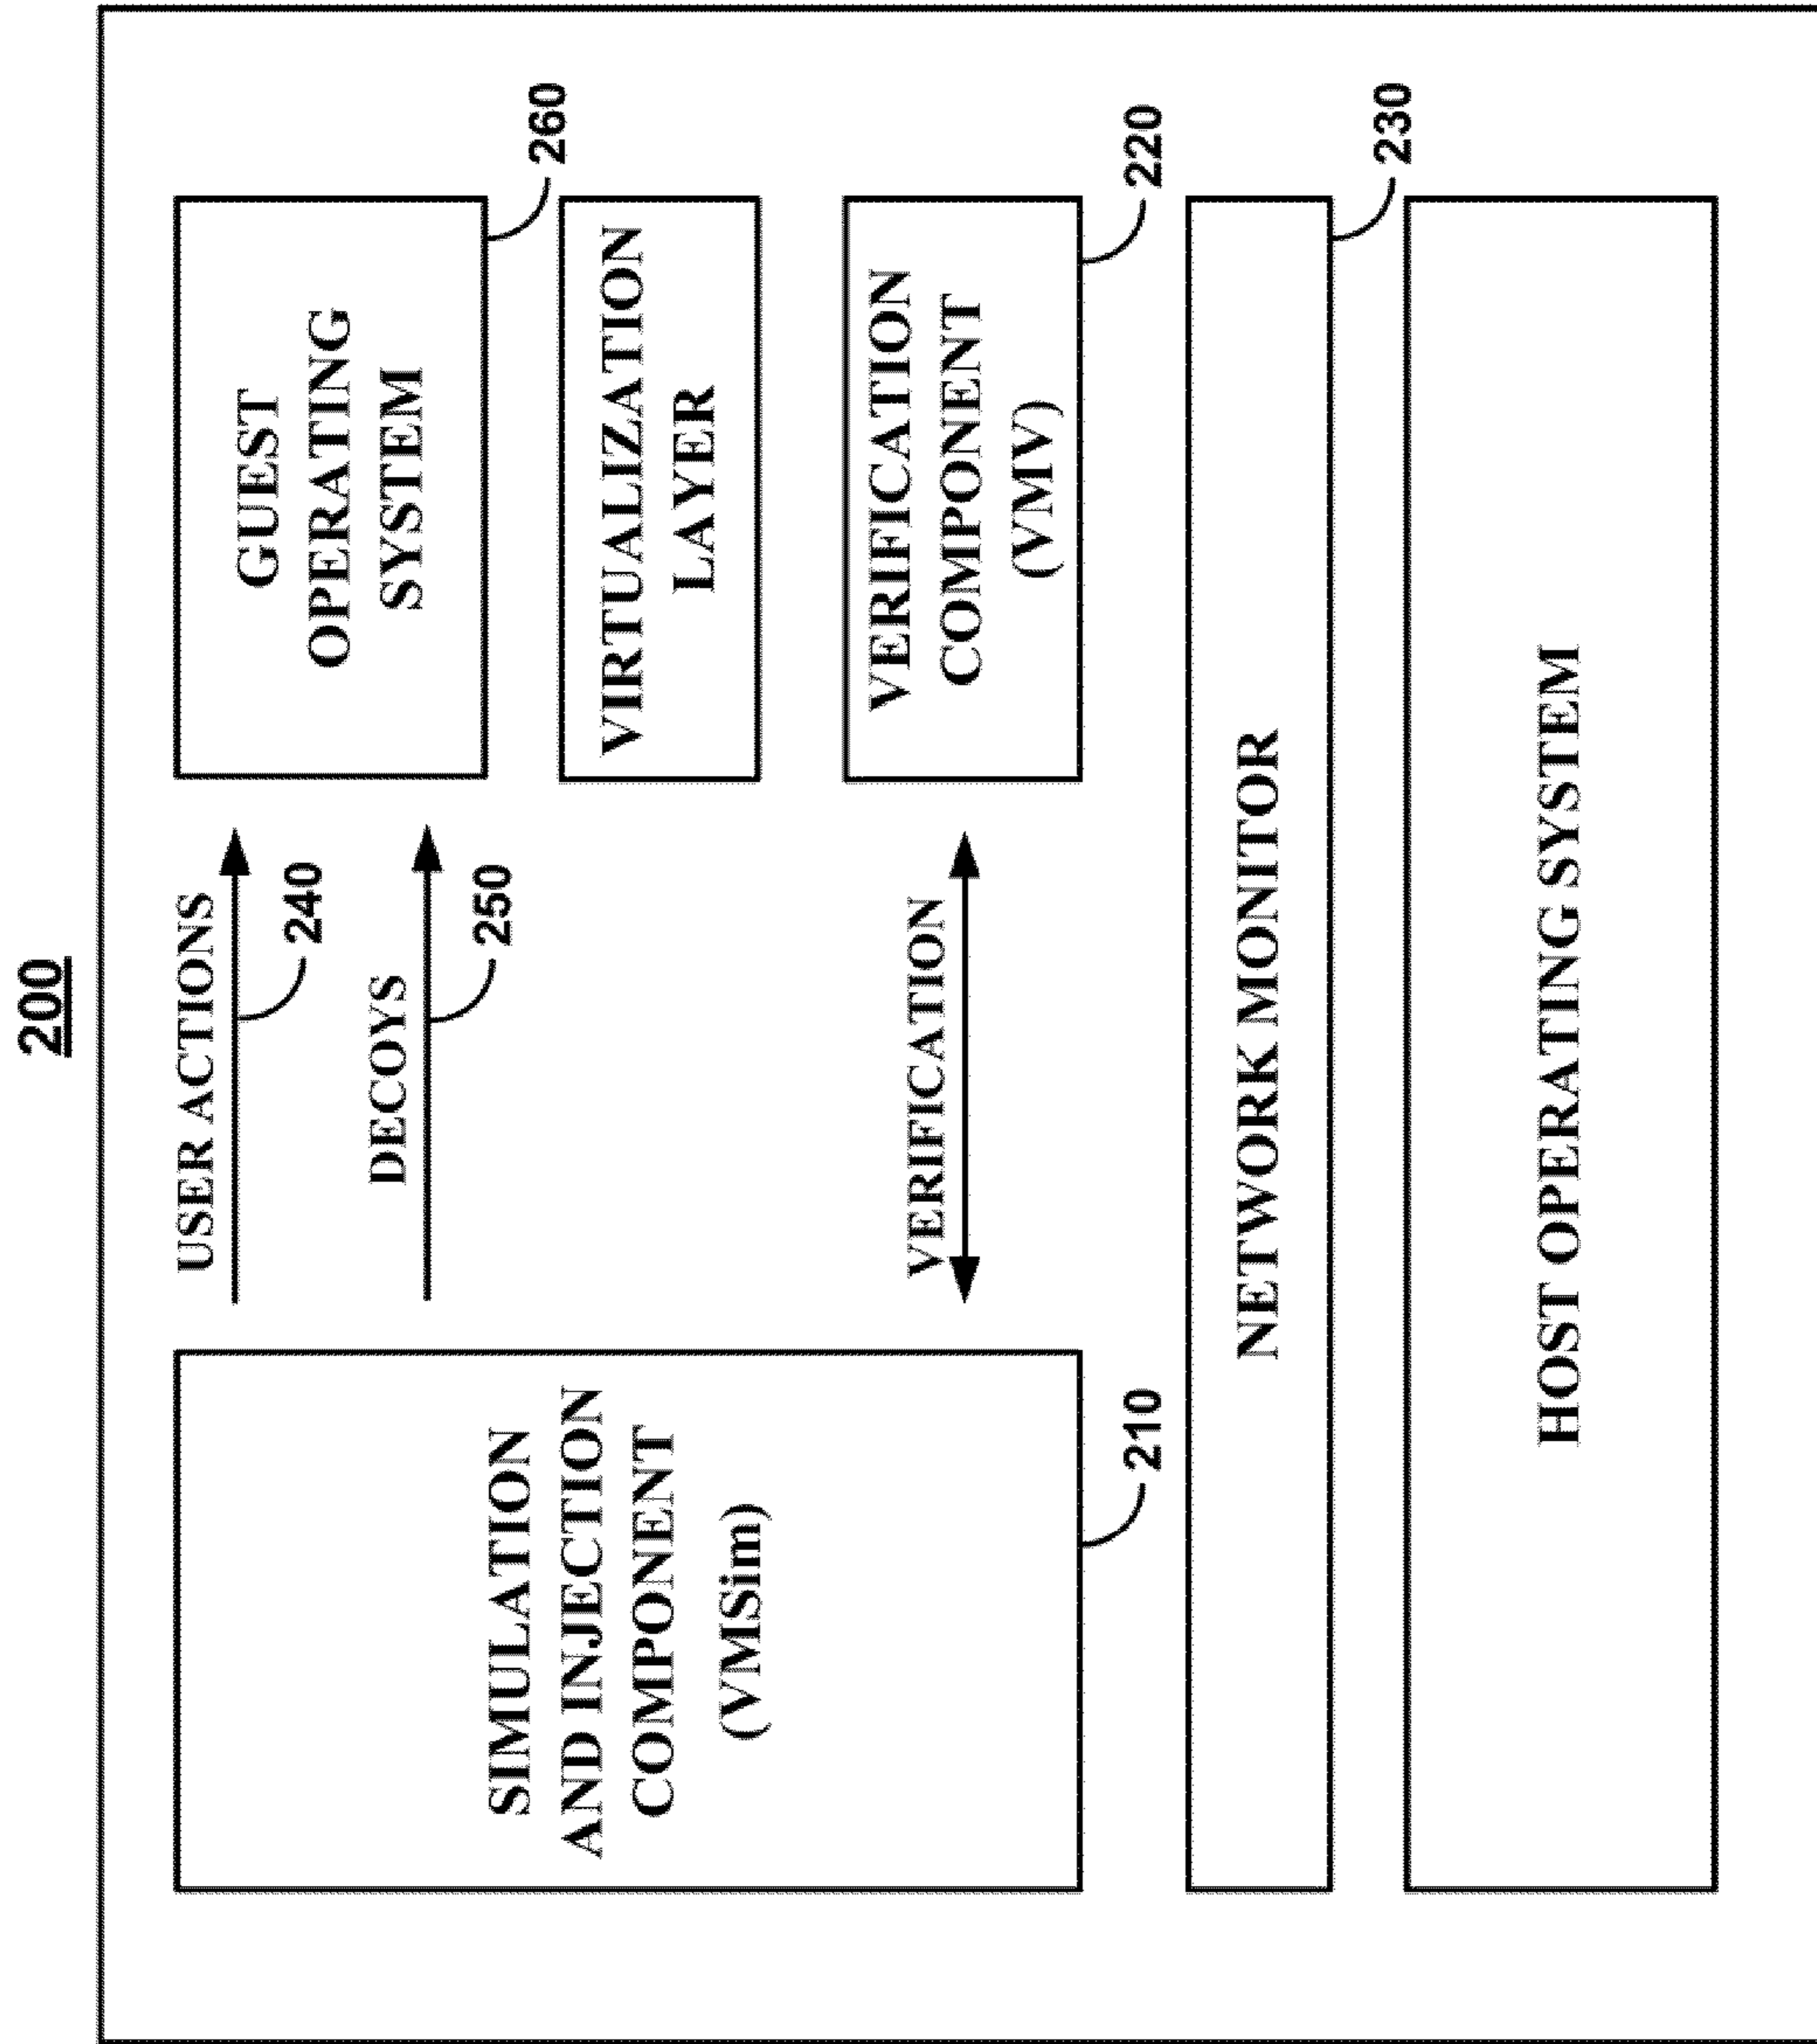 200
USER ACTIONS
240
DECOYS
250
GUEST
OPERATING
SYSTEM
260
VIRTUALIZATION
LAYER
SIMULATION
AND INJECTION
COMPONENT
(VMSim)
210
VERIFICATION
VERIFICATION
COMPONENT
(VMV)
220
NETWORK MONITOR
230
HOST OPERATING SYSTEM